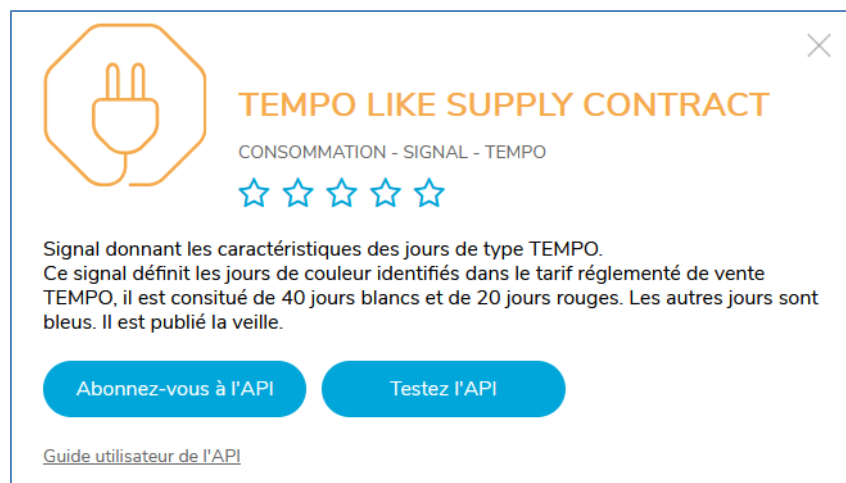 TEMPO LIKE SUPPLY CONTRACT
CONSOMMATION - SIGNAL - TEMPO
Signal donnant les caractéristiques des jours de type TEMPO.
Ce signal définit les jours de couleur identifiés dans le tarif réglementé de vente
TEMPO, il est consitué de 40 jours blancs et de 20 jours rouges. Les autres jours sont
bleus. Il est publié la veille.
Abonnez-vous à l'API
Testez l'API
Guide utilisateur de l'API